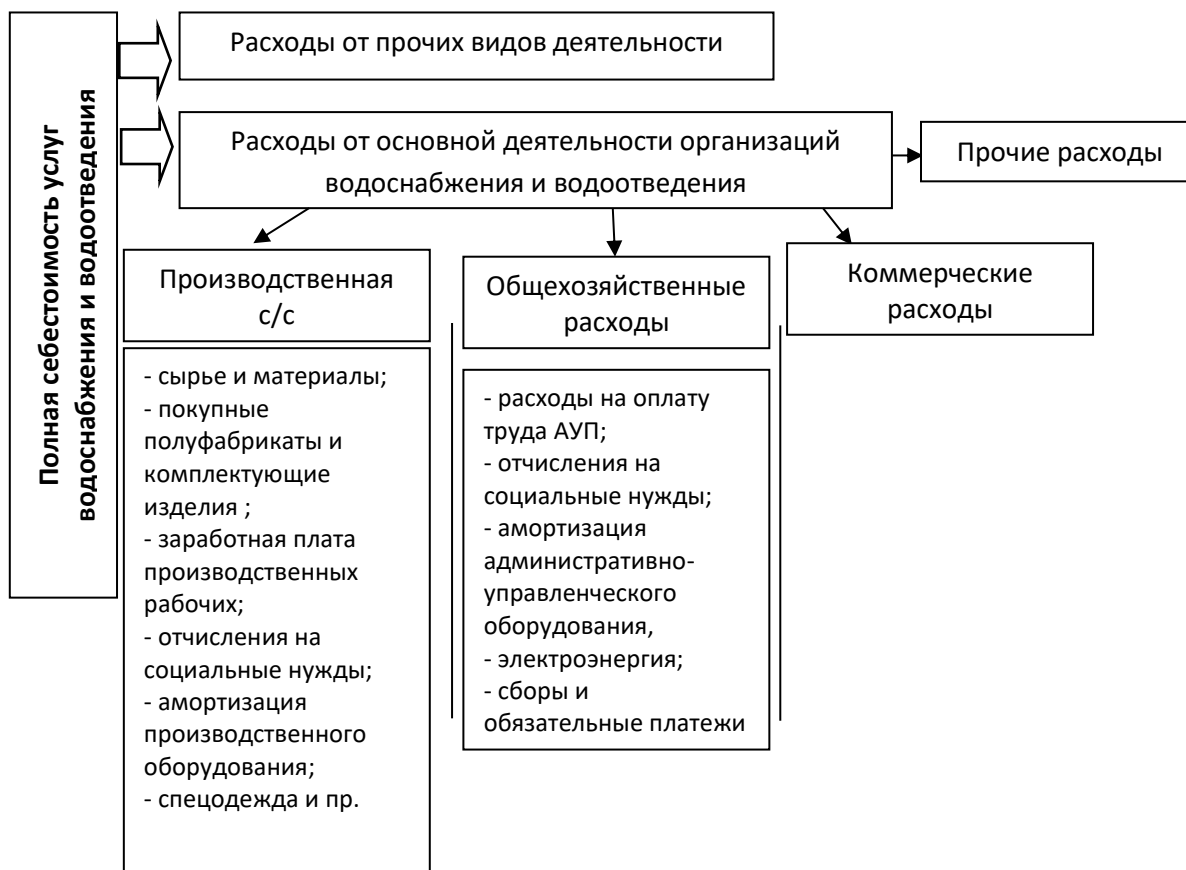 Полная себестоимость услуг
водоснабжения и водоотведения
Расходы от прочих видов деятельности
Расходы от основной деятельности организаций
водоснабжения и водоотведения
Прочие расходы
Производственная
с/с
Общехозяйственные
расходы
Коммерческие
расходы
- сырье и материалы;
- покупные
полуфабрикаты и
комплектующие
изделия ;
- заработная плата
производственных
рабочих;
- отчисления на
социальные нужды;
- амортизация
производственного
оборудования;
- спецодежда и пр.
- расходы на оплату
труда АУП;
- отчисления на
социальные нужды;
- амортизация
административно-
управленческого
оборудования,
- электроэнергия;
- сборы и
обязательные платежи